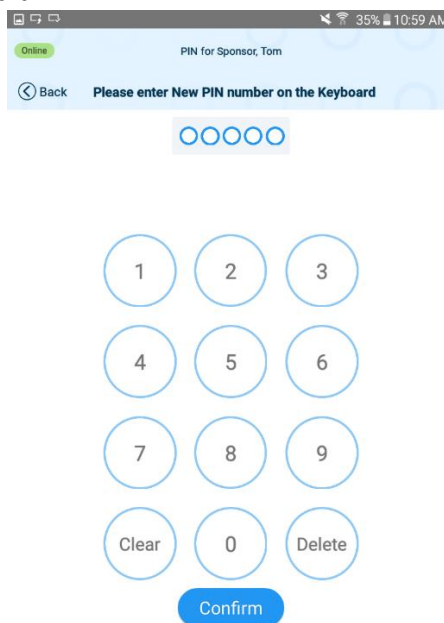 35% 10:59 AM
Online
PIN for Sponsor, Tom
Back
Please enter New PIN number on the Keyboard
1 2 3
4 5 6
7 8 9
Clear 0 Delete
Confirm